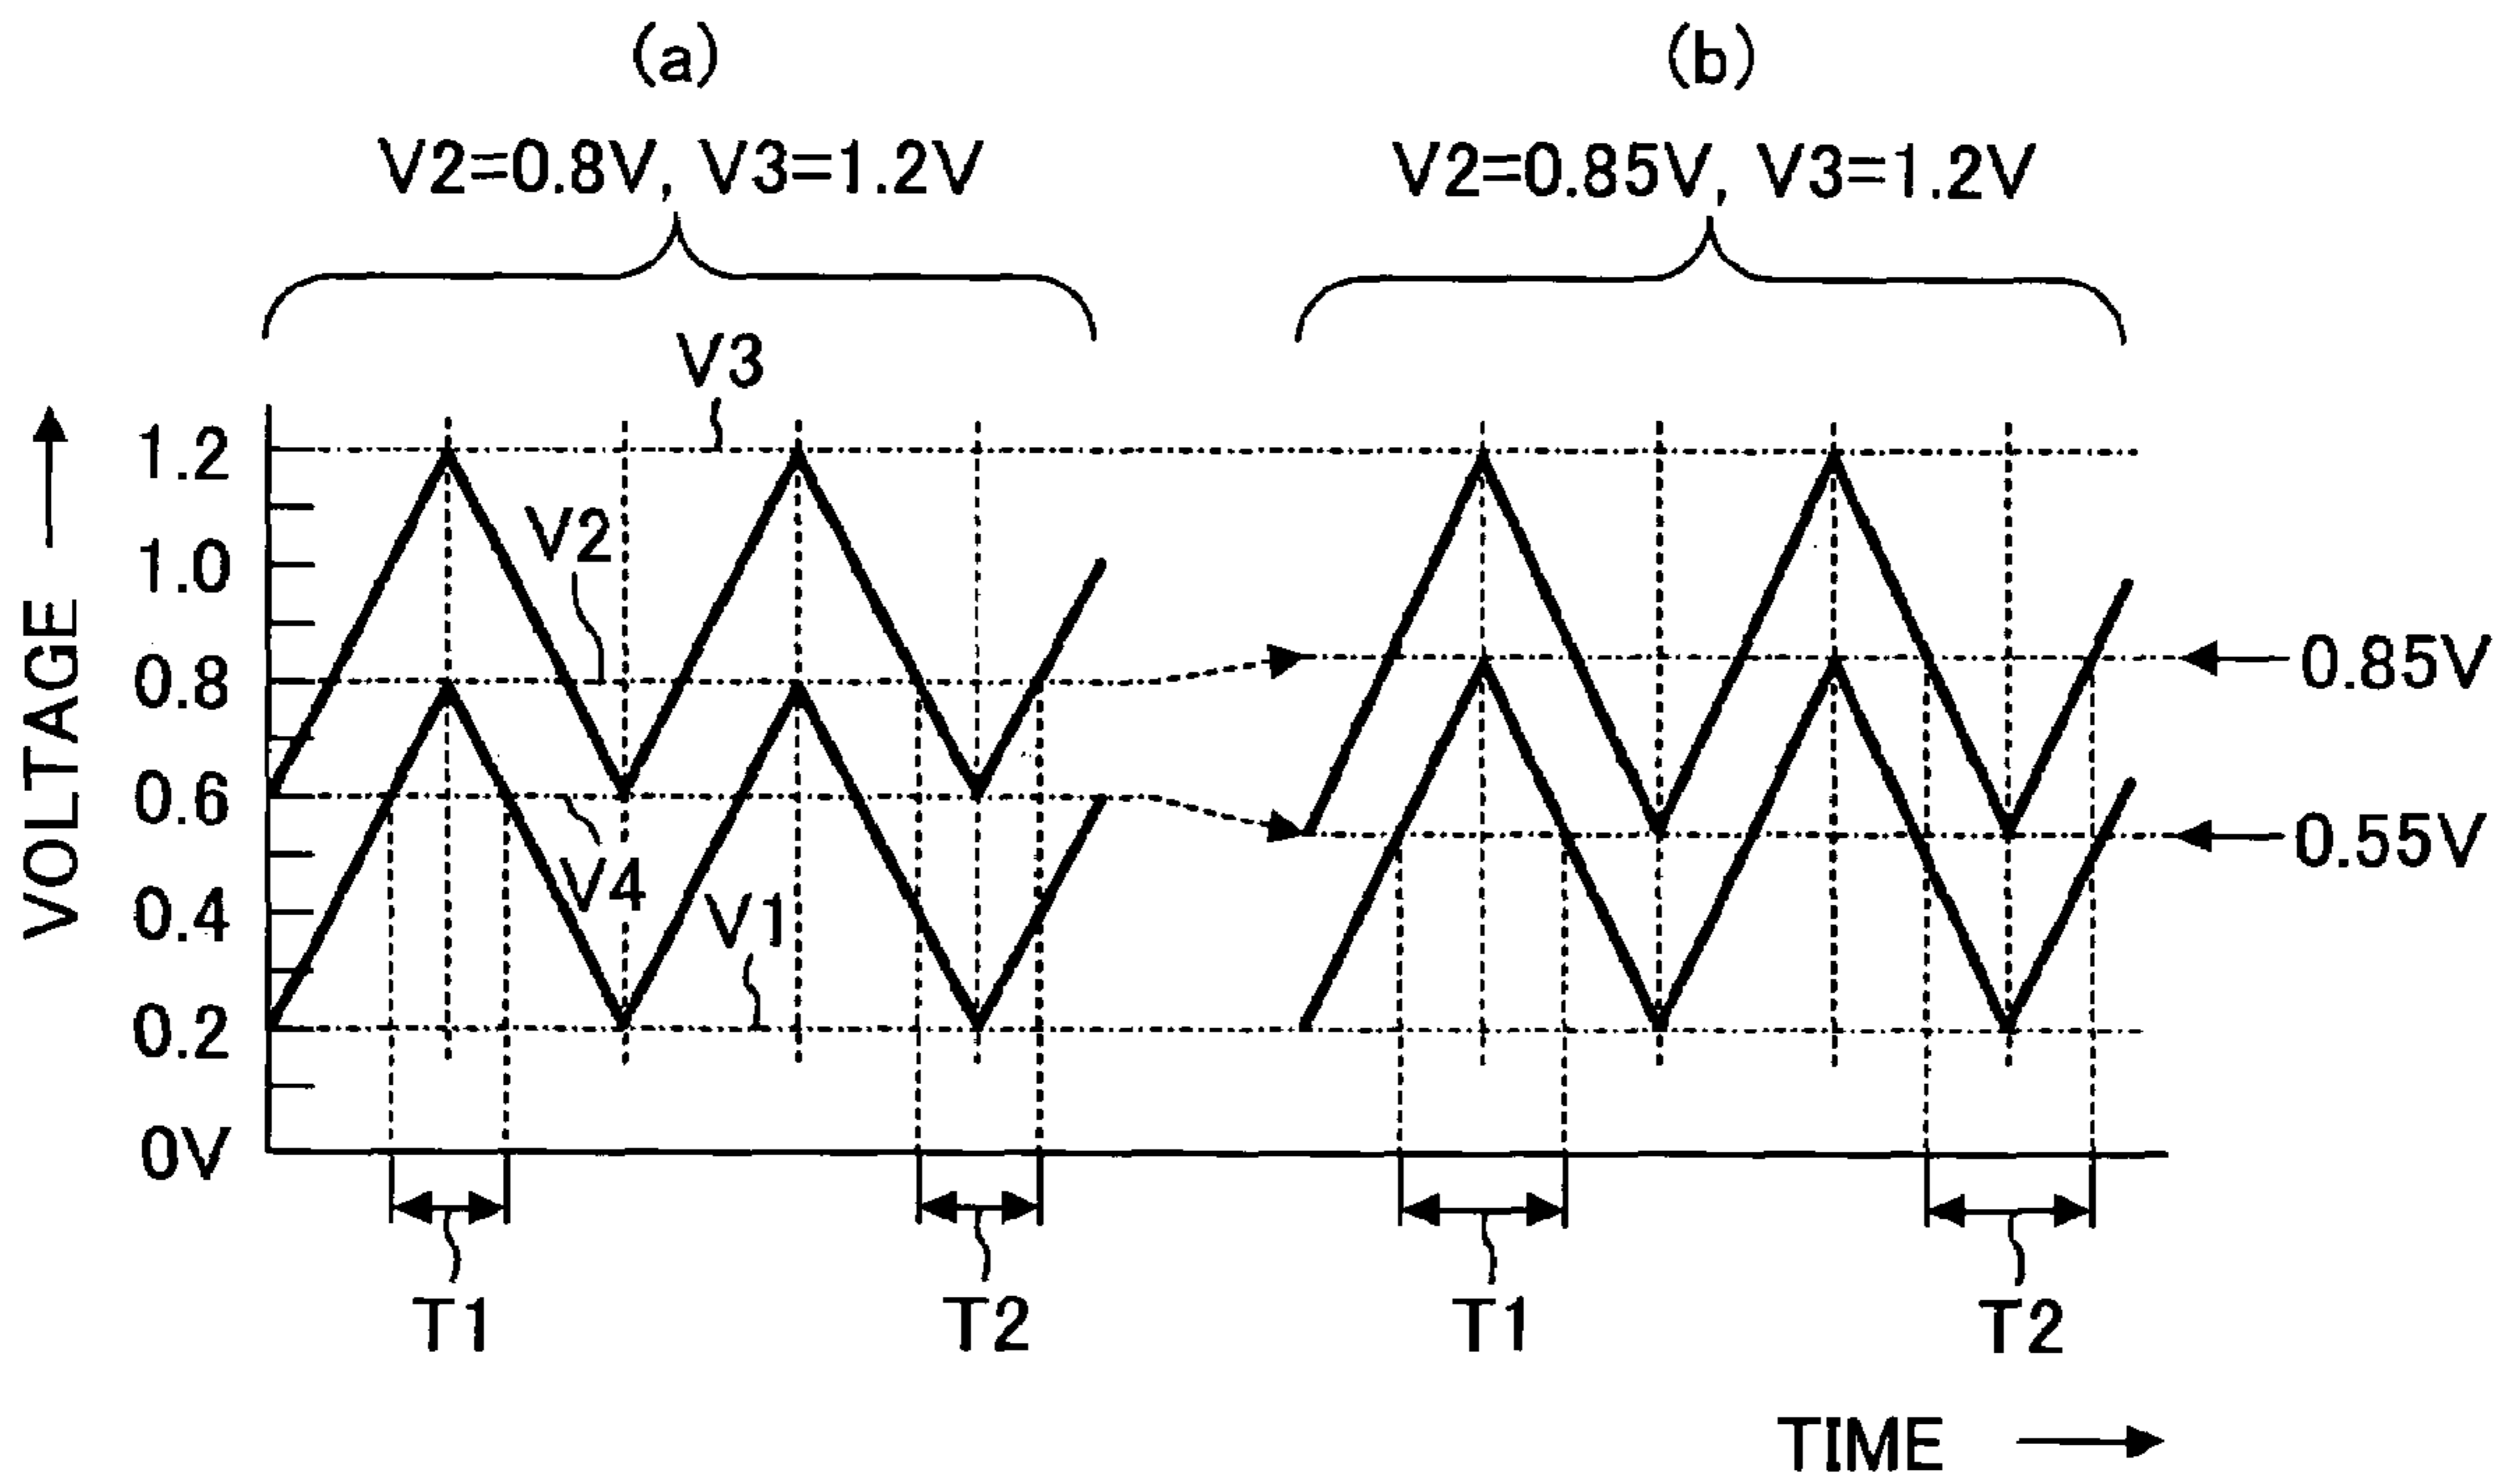 (a)
(b)
V2=0.8V, V3=1.2V
V2=0.85V, V3=1.2V
V3
VOLTAGE
1.2
1.0
0.8
0.6
0.4
0.2
0V
V2
V4
V1
0.85V
0.55V
T1
T2
T1
T2
TIME